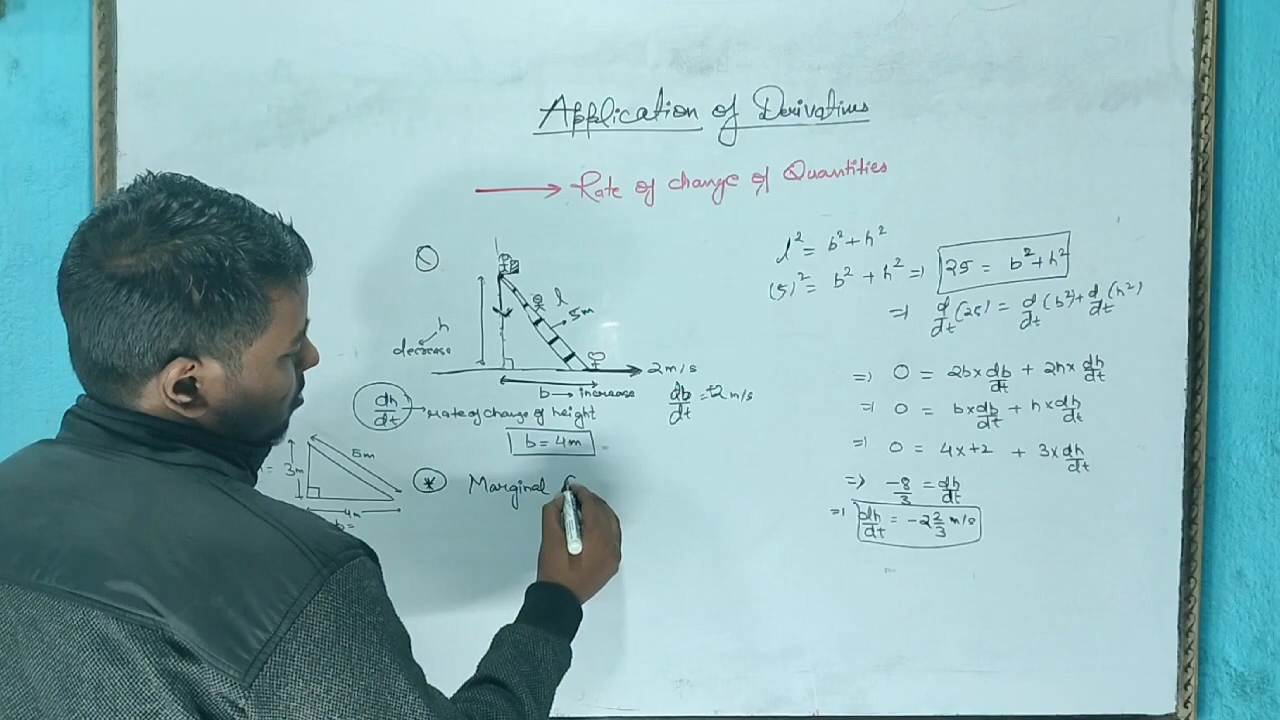 Application of Derivatives
Rate of change of Quantities
l
5m
h
decrease
2m/s
b → increase
db/dt = +2 m/s
dh/dt → Rate of change of height
b = 4m
5m
= 3m
4m
b =
* Marginal C
l² = b² + h²
(5)² = b² + h² ⇒ 25 = b² + h²
⇒ d/dt (25) = d/dt (b²) + d/dt (h²)
⇒ 0 = 2b × db/dt + 2h × dh/dt
⇒ 0 = b × db/dt + h × dh/dt
⇒ 0 = 4 × +2 + 3 × dh/dt
⇒ -8/3 = dh/dt
⇒ dh/dt = -2 2/3 m/s